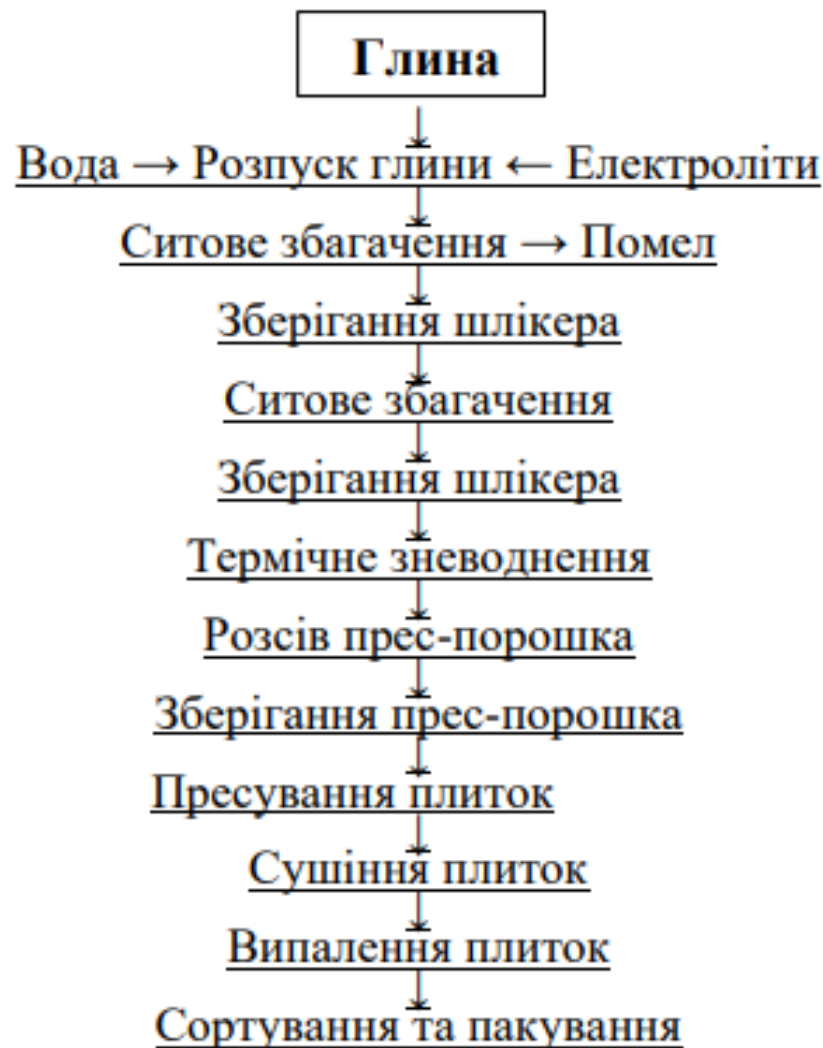 Глина
Вода → Розпуск глини ← Електроліти
Ситове збагачення → Помел
Зберігання шлікера
Ситове збагачення
Зберігання шлікера
Термічне зневоднення
Розсів прес-порошка
Зберігання прес-порошка
Пресування плиток
Сушіння плиток
Випалення плиток
Сортування та пакування